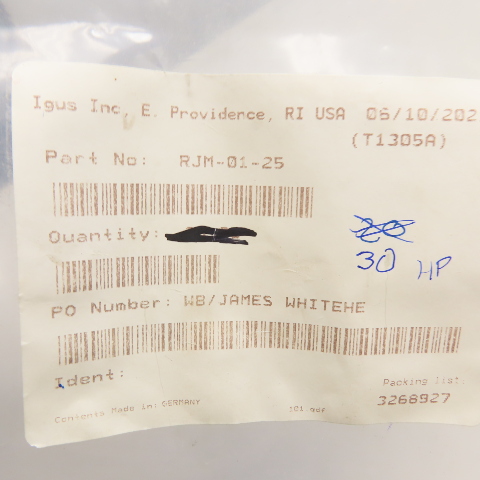 Igus Inc, E. Providence, RI USA 06/10/202
(T1305A)
Part No: RJM-01-25
Quantity:
20
30 HP
PO Number: WB/JAMES WHITEHE
Ident:
Packing list:
3268927
Contents Made in: GERMANY